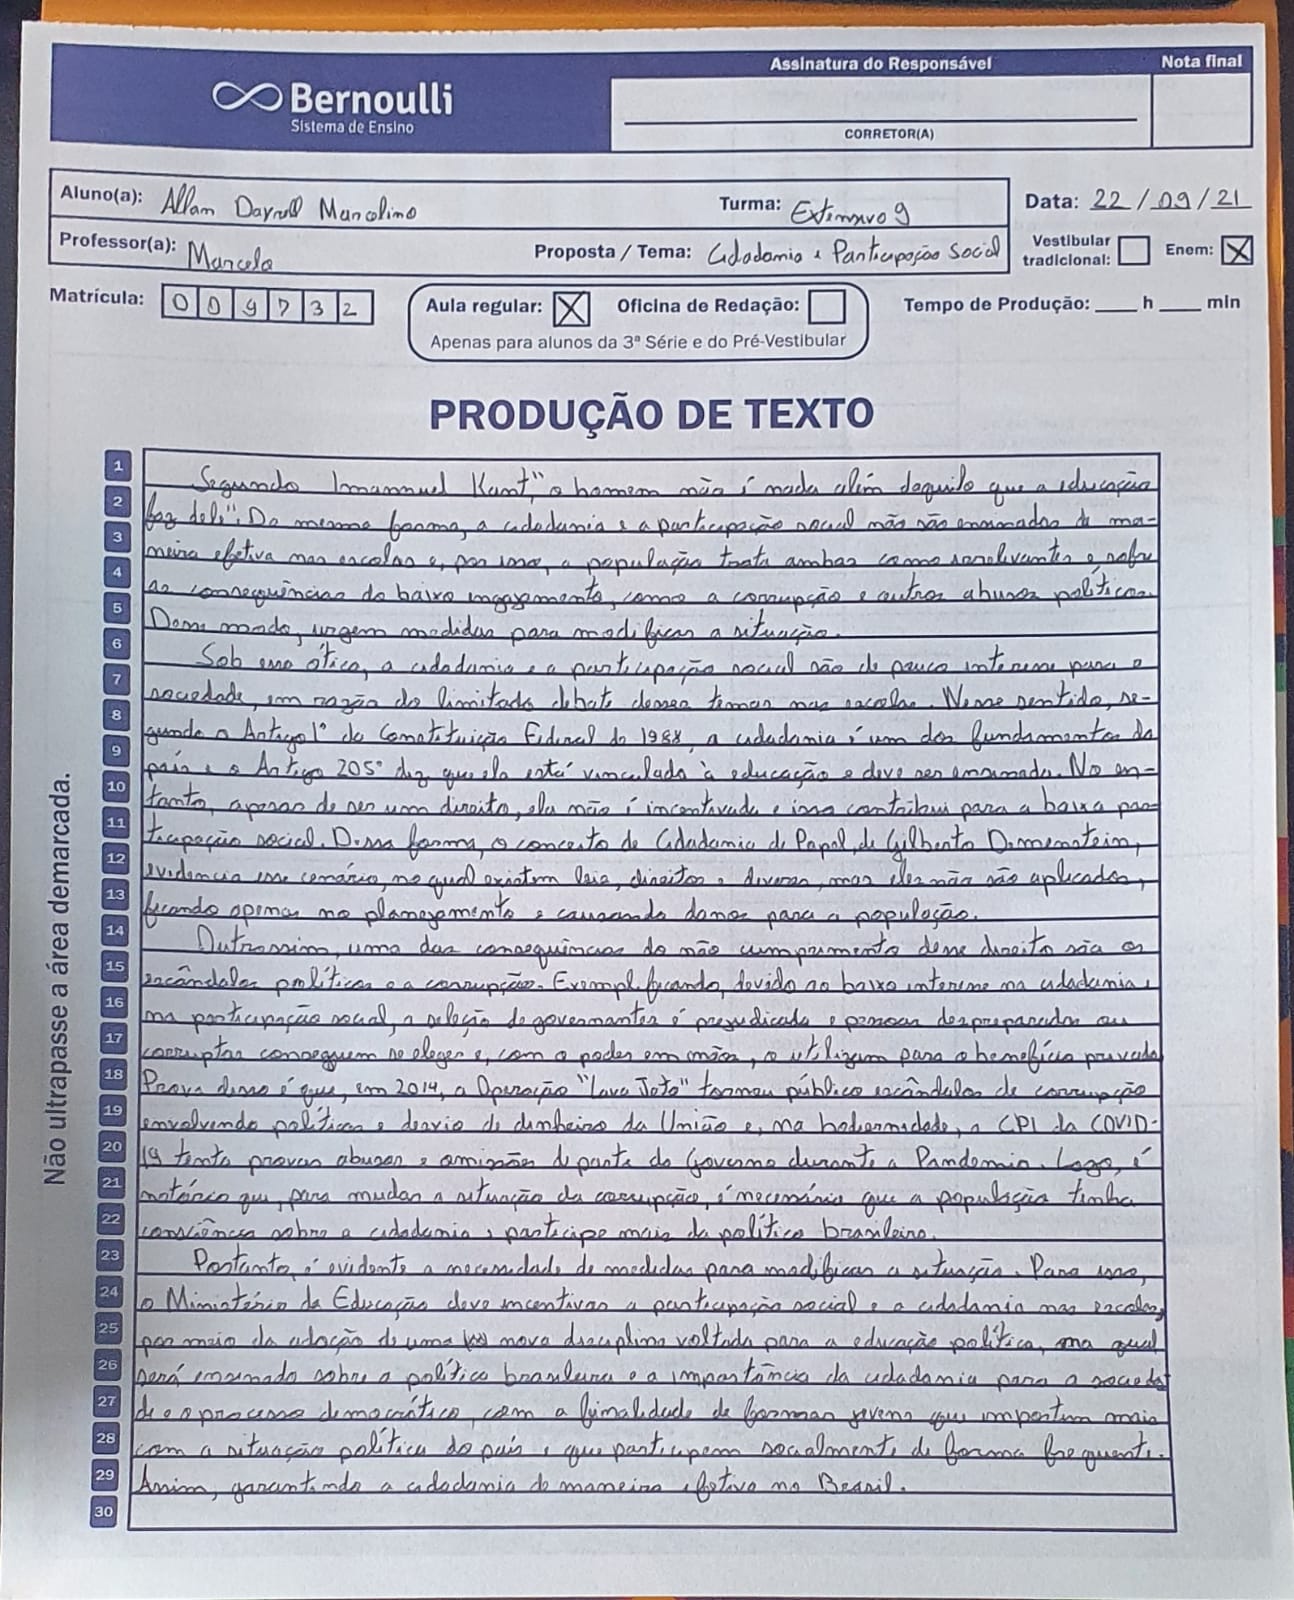 Assinatura do Responsável
Nota final
Bernoulli
Sistema de Ensino
CORRETOR(A)
Aluno(a): Allan Dayrell Marcolino
Turma: Extensivo 9
Data: 22/09/21
Professor(a): Marcela
Proposta / Tema: Cidadania e Participação Social
Vestibular tradicional:
Enem: X
Matrícula: 009732
Aula regular: X Oficina de Redação:
Apenas para alunos da 3ª Série e do Pré-Vestibular
Tempo de Produção: ____ h ____ min
PRODUÇÃO DE TEXTO
Não ultrapasse a área demarcada.
1 Segundo Imannuel Kant, "o homem não é nada além daquilo que a educação
2 faz dele". Da mesma forma, a cidadania e a participação social não são ensinadas de ma-
3 neira efetiva nas escolas e, por isso, a população trata ambas como irrelevantes e sofre
4 as consequências do baixo engajamento, como a corrupção e outros abusos políticos.
5 Desse modo, urgem medidas para modificar a situação.
6 Sob essa ótica, a cidadania e a participação social são de pouco interesse para a
7 sociedade, em razão do limitado debate desses temas nas escolas. Nesse sentido, se-
8 gundo o Artigo 1° da Constituição Federal de 1988, a cidadania é um dos fundamentos do
9 país e o Artigo 205° diz que ela está vinculada à educação e deve ser ensinada. No en-
10 tanto, apesar de ser um direito, ela não é incentivada e isso contribui para a baixa par-
11 ticipação social. Dessa forma, o conceito de Cidadania de Papel, de Gilberto Dimenstein,
12 evidencia esse cenário, no qual existem leis, direitos e deveres, mas eles não são aplicados,
13 ficando apenas no planejamento e causando danos para a população.
14 Outrossim, uma das consequências do não cumprimento desse direito são os
15 escândalos políticos e a corrupção. Exemplificando, devido ao baixo interesse na cidadania e
16 na participação social, a seleção de governantes é prejudicada e pessoas despreparadas ou
17 corruptas conseguem se eleger e, com o poder em mãos, o utilizam para o benefício privado.
18 Prova disso é que, em 2014, a Operação "Lava Jato" tornou público escândalos de corrupção
19 envolvendo políticos e desvio de dinheiro da União e, na hodiernidade, a CPI da COVID-
20 19 tenta provar abusos e omissões de parte do Governo durante a Pandemia. Logo, é
21 notório que, para mudar a situação da corrupção, é necessário que a população tenha
22 consciência sobre a cidadania e participe mais da política brasileira.
23 Portanto, é evidente a necessidade de medidas para modificar a situação. Para isso,
24 o Ministério da Educação deve incentivar a participação social e a cidadania nas escolas,
25 por meio da adoção de uma nova disciplina voltada para a educação política, na qual
26 será ensinado sobre a política brasileira e a importância da cidadania para a socieda-
27 de e o processo democrático, com a finalidade de formar jovens que importem mais
28 com a situação política do país e que participem socialmente de forma frequente.
29 Assim, garantindo a cidadania de maneira efetiva no Brasil.
30